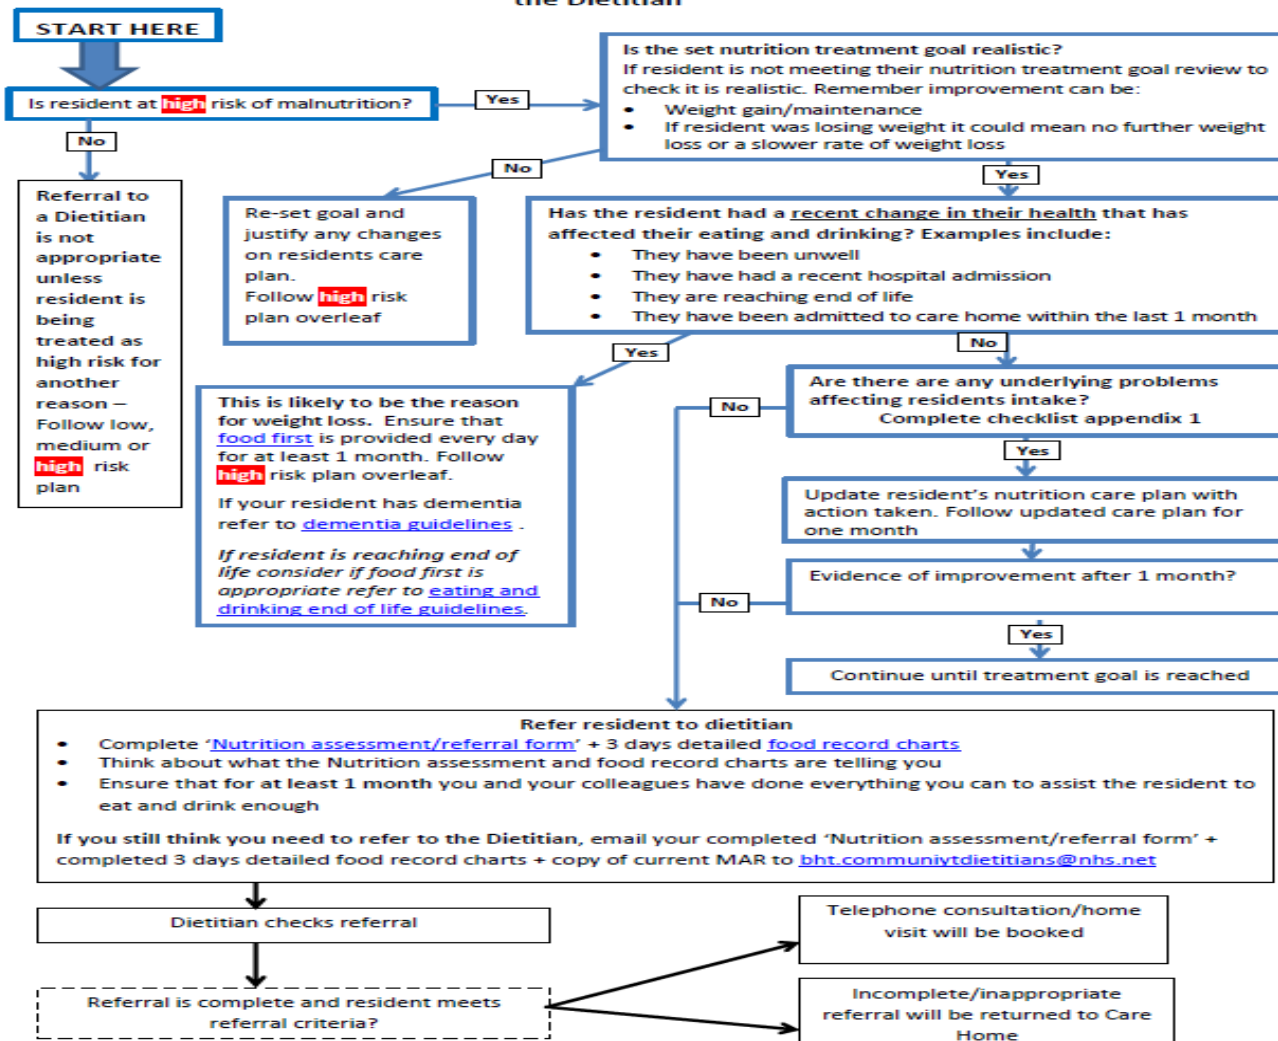 the Dietitian
START HERE
Is resident at high risk of malnutrition?
Yes
No
Is the set nutrition treatment goal realistic?
If resident is not meeting their nutrition treatment goal review to
check it is realistic. Remember improvement can be:
• Weight gain/maintenance
• If resident was losing weight it could mean no further weight
loss or a slower rate of weight loss
No
Yes
Referral to
a Dietitian
is not
appropriate
unless
resident is
being
treated as
high risk for
another
reason –
Follow low,
medium or
high risk
plan
Re-set goal and
justify any changes
on residents care
plan.
Follow high risk
plan overleaf
Has the resident had a recent change in their health that has
affected their eating and drinking? Examples include:
• They have been unwell
• They have had a recent hospital admission
• They are reaching end of life
• They have been admitted to care home within the last 1 month
Yes
No
This is likely to be the reason
for weight loss. Ensure that
food first is provided every day
for at least 1 month. Follow
high risk plan overleaf.
If your resident has dementia
refer to dementia guidelines .
If resident is reaching end of
life consider if food first is
appropriate refer to eating and
drinking end of life guidelines.
Are there are any underlying problems
affecting residents intake?
Complete checklist appendix 1
No
Yes
Update resident's nutrition care plan with
action taken. Follow updated care plan for
one month
Evidence of improvement after 1 month?
No
Yes
Continue until treatment goal is reached
Refer resident to dietitian
• Complete 'Nutrition assessment/referral form' + 3 days detailed food record charts
• Think about what the Nutrition assessment and food record charts are telling you
• Ensure that for at least 1 month you and your colleagues have done everything you can to assist the resident to
eat and drink enough
If you still think you need to refer to the Dietitian, email your completed 'Nutrition assessment/referral form' +
completed 3 days detailed food record charts + copy of current MAR to bht.communiytdietitians@nhs.net
Dietitian checks referral
Referral is complete and resident meets
referral criteria?
Telephone consultation/home
visit will be booked
Incomplete/inappropriate
referral will be returned to Care
Home